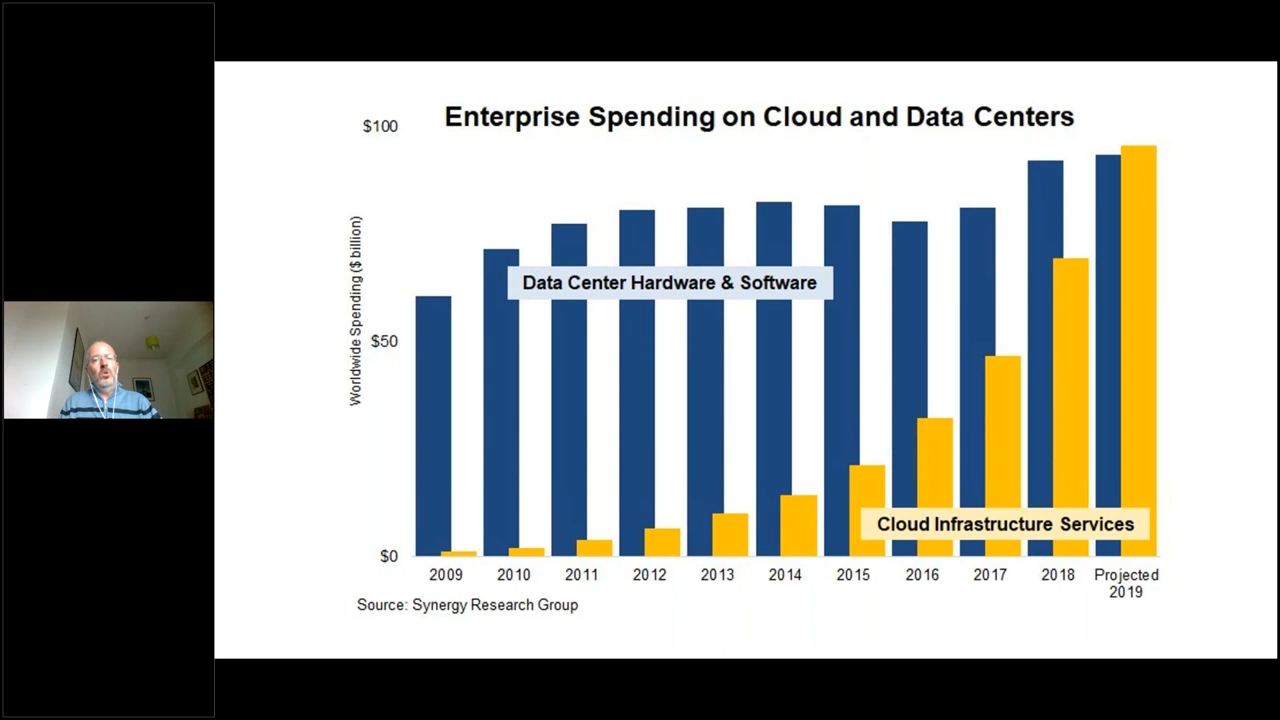 Enterprise Spending on Cloud and Data Centers
$100
$50
$0
Worldwide Spending ($ billion)
Data Center Hardware & Software
Cloud Infrastructure Services
2009 2010 2011 2012 2013 2014 2015 2016 2017 2018 Projected
2019
Source: Synergy Research Group